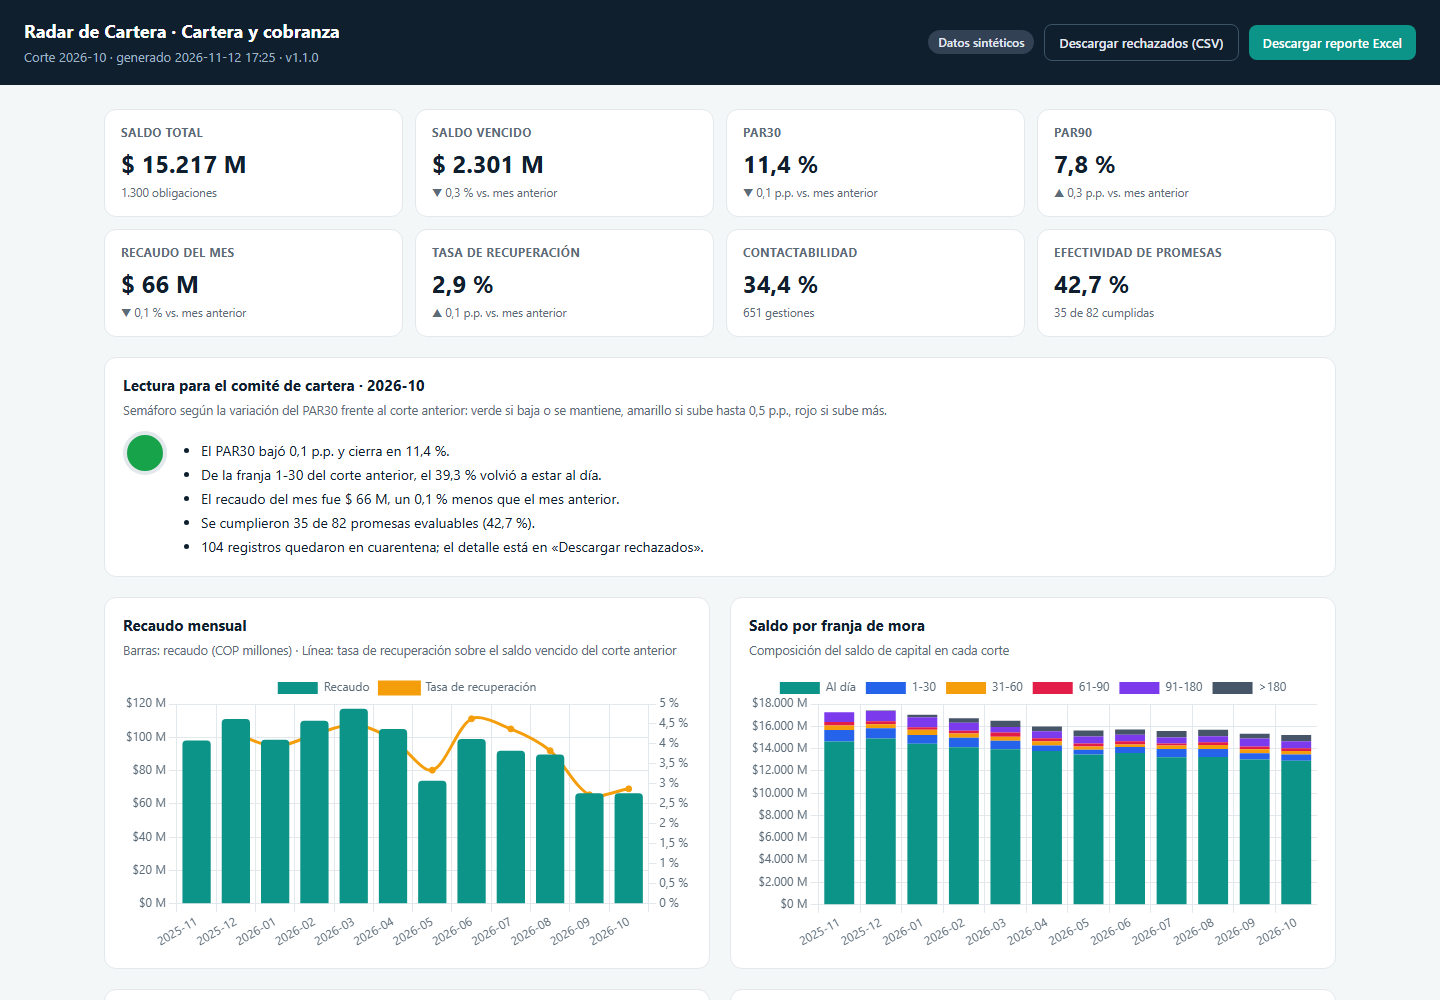 Radar de Cartera · Cartera y cobranza
Corte 2026-10 · generado 2026-11-12 17:25 · v1.1.0
Datos sintéticos
Descargar rechazados (CSV)
Descargar reporte Excel
SALDO TOTAL
$ 15.217 M
1.300 obligaciones
SALDO VENCIDO
$ 2.301 M
▼ 0,3 % vs. mes anterior
PAR30
11,4 %
▼ 0,1 p.p. vs. mes anterior
PAR90
7,8 %
▲ 0,3 p.p. vs. mes anterior
RECAUDO DEL MES
$ 66 M
▼ 0,1 % vs. mes anterior
TASA DE RECUPERACIÓN
2,9 %
▲ 0,1 p.p. vs. mes anterior
CONTACTABILIDAD
34,4 %
651 gestiones
EFECTIVIDAD DE PROMESAS
42,7 %
35 de 82 cumplidas
Lectura para el comité de cartera · 2026-10
Semáforo según la variación del PAR30 frente al corte anterior: verde si baja o se mantiene, amarillo si sube hasta 0,5 p.p., rojo si sube más.
• El PAR30 bajó 0,1 p.p. y cierra en 11,4 %.
• De la franja 1-30 del corte anterior, el 39,3 % volvió a estar al día.
• El recaudo del mes fue $ 66 M, un 0,1 % menos que el mes anterior.
• Se cumplieron 35 de 82 promesas evaluables (42,7 %).
• 104 registros quedaron en cuarentena; el detalle está en «Descargar rechazados».
Recaudo mensual
Barras: recaudo (COP millones) · Línea: tasa de recuperación sobre el saldo vencido del corte anterior
Recaudo
Tasa de recuperación
$120 M
$100 M
$80 M
$60 M
$40 M
$20 M
$0 M
5 %
4,5 %
4 %
3,5 %
3 %
2,5 %
2 %
1,5 %
1 %
0,5 %
0 %
2025-11
2025-12
2026-01
2026-02
2026-03
2026-04
2026-05
2026-06
2026-07
2026-08
2026-09
2026-10
Saldo por franja de mora
Composición del saldo de capital en cada corte
Al día
1-30
31-60
61-90
91-180
>180
$18.000 M
$16.000 M
$14.000 M
$12.000 M
$10.000 M
$8.000 M
$6.000 M
$4.000 M
$2.000 M
$0 M
2025-11
2025-12
2026-01
2026-02
2026-03
2026-04
2026-05
2026-06
2026-07
2026-08
2026-09
2026-10